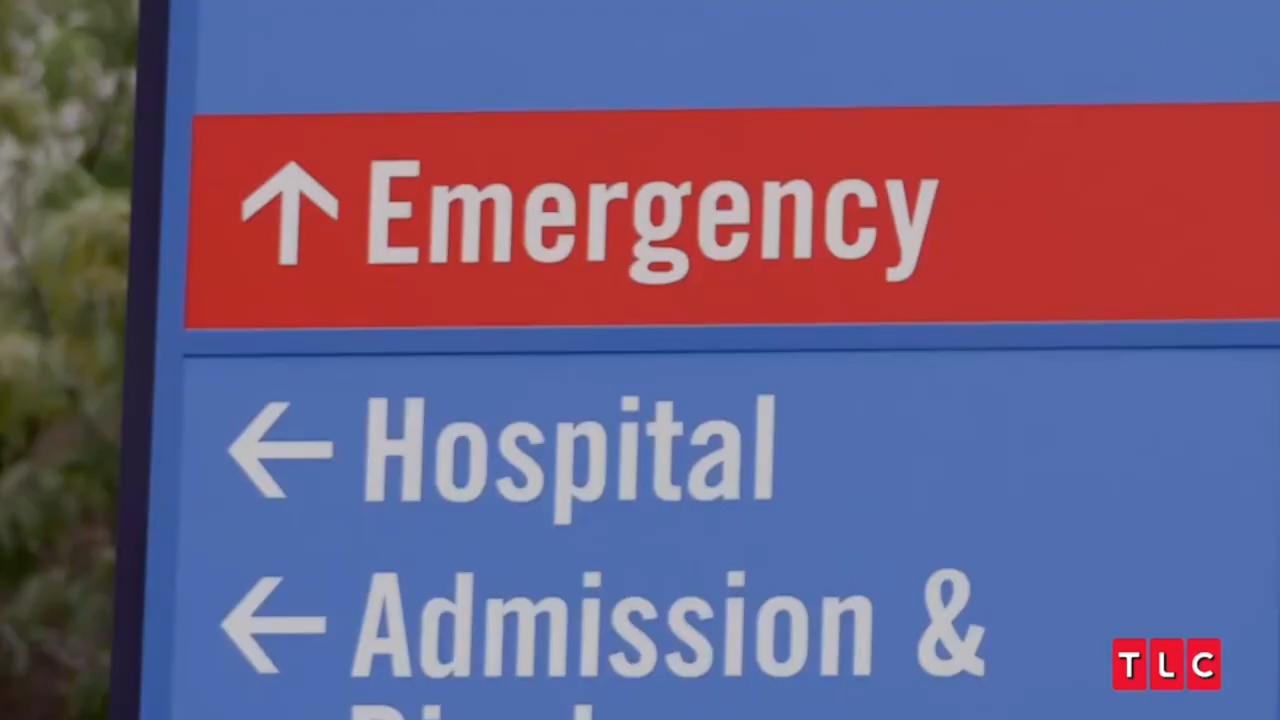 ↑ Emergency
← Hospital
← Admission &
TLC